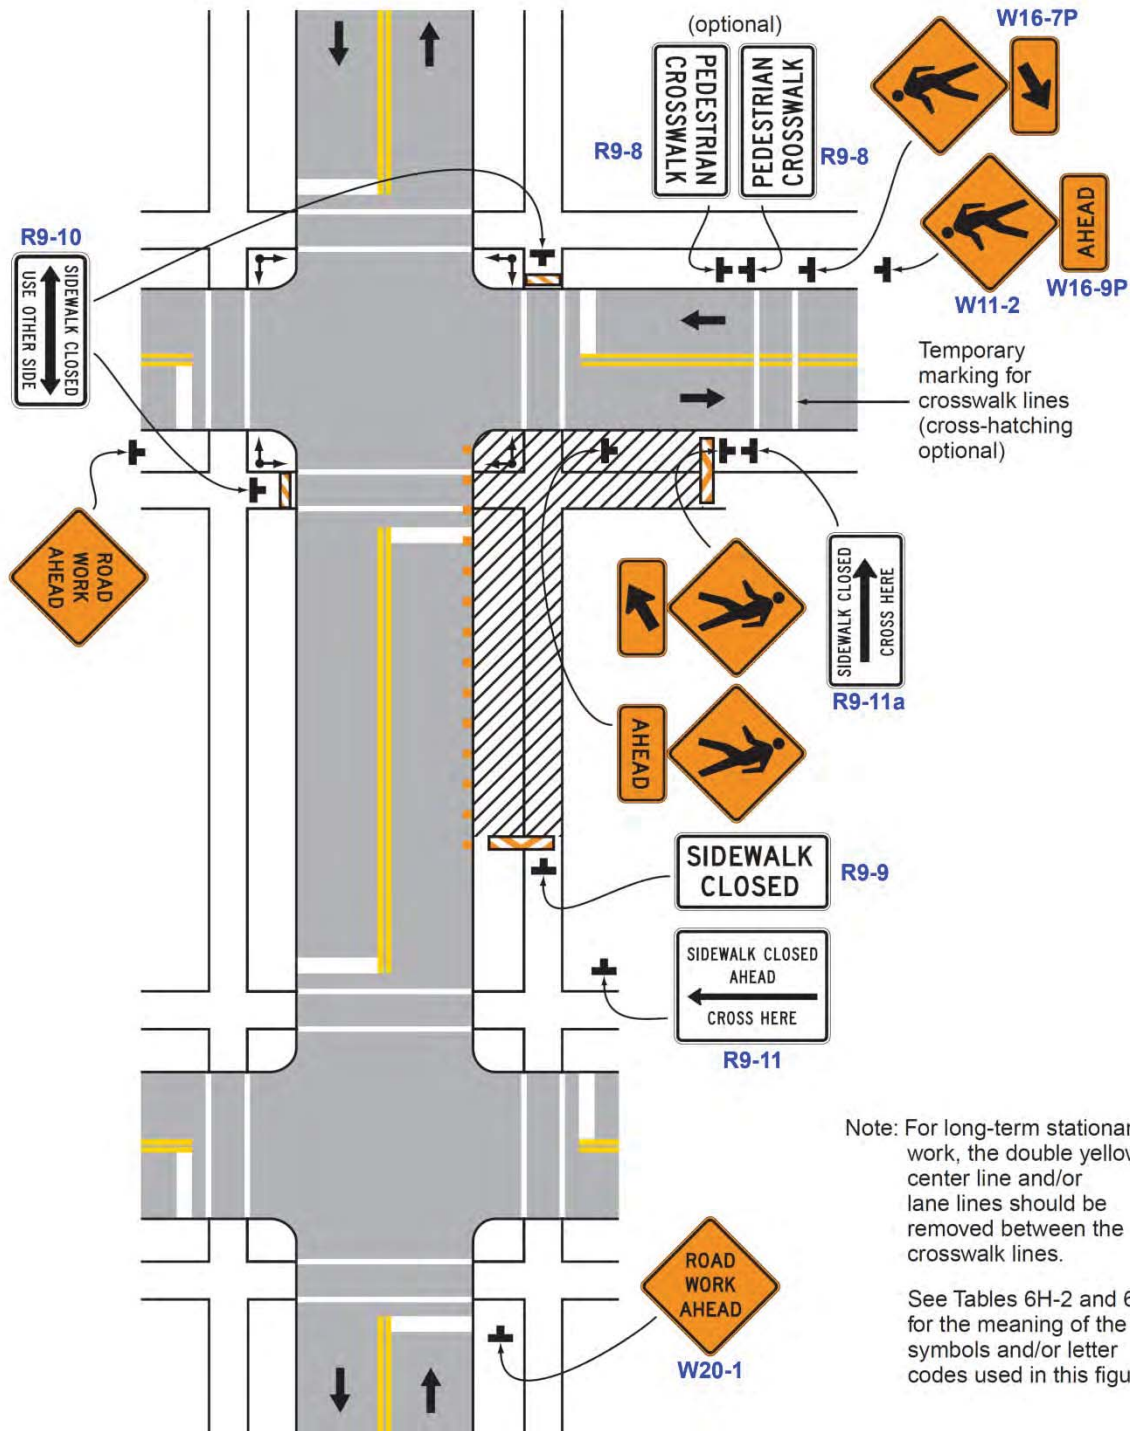 (optional)
W16-7P
PEDESTRIAN
CROSSWALK
PEDESTRIAN
CROSSWALK
R9-8
R9-8
AHEAD
W11-2
W16-9P
R9-10
SIDEWALK CLOSED
USE OTHER SIDE
Temporary
marking for
crosswalk lines
(cross-hatching
optional)
ROAD
WORK
AHEAD
SIDEWALK CLOSED
CROSS HERE
R9-11a
AHEAD
SIDEWALK
CLOSED
R9-9
SIDEWALK CLOSED
AHEAD
CROSS HERE
R9-11
Note: For long-term stationar
work, the double yellow
center line and/or
lane lines should be
removed between the
crosswalk lines.
See Tables 6H-2 and 6
for the meaning of the
symbols and/or letter
codes used in this figu
ROAD
WORK
AHEAD
W20-1